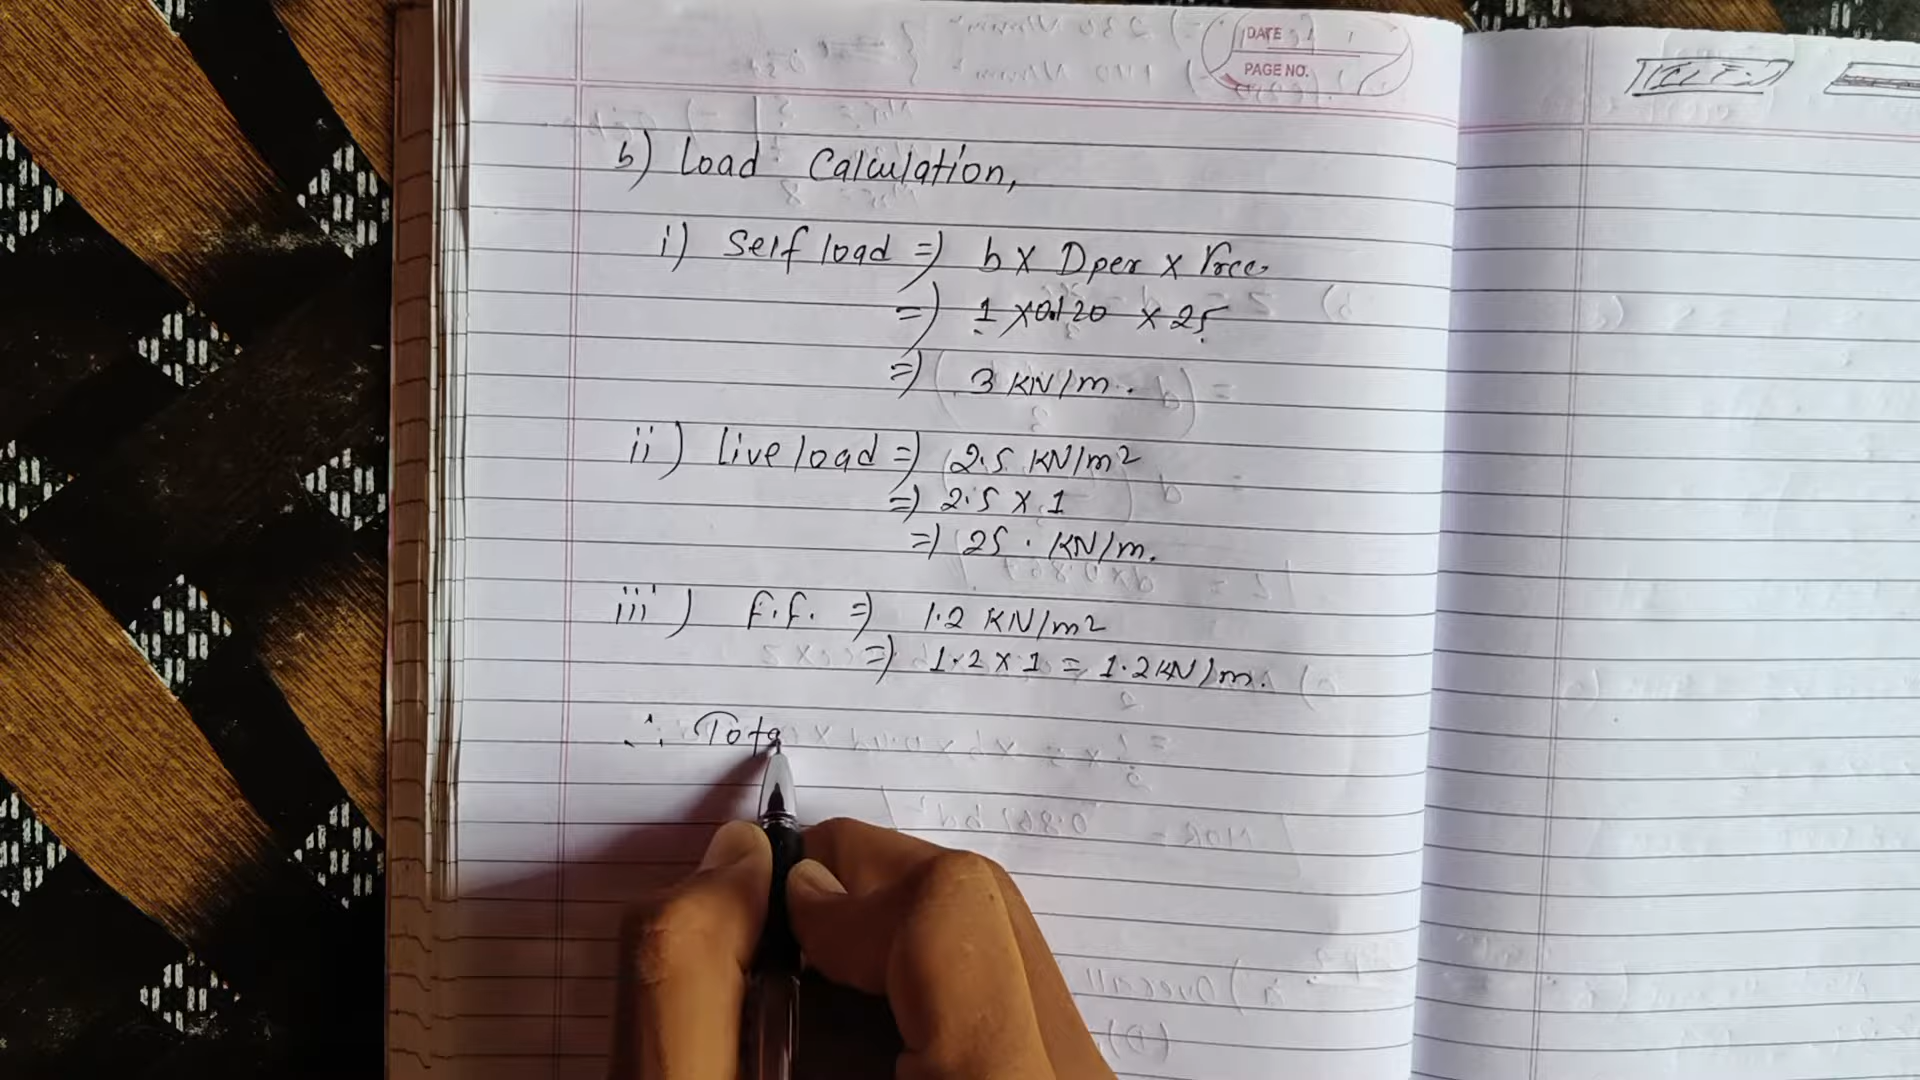 DATE / /
PAGE NO.
b) Load Calculation,
i) Self load => b x Dper x γrcc
=> 1 x 0.120 x 25
=> 3 KN/m.
ii) Live load => 2.5 KN/m2
=> 2.5 x 1
=> 25. KN/m.
iii) F.F. => 1.2 KN/m2
=> 1.2 x 1 = 1.2 KN/m.
∴ Tota